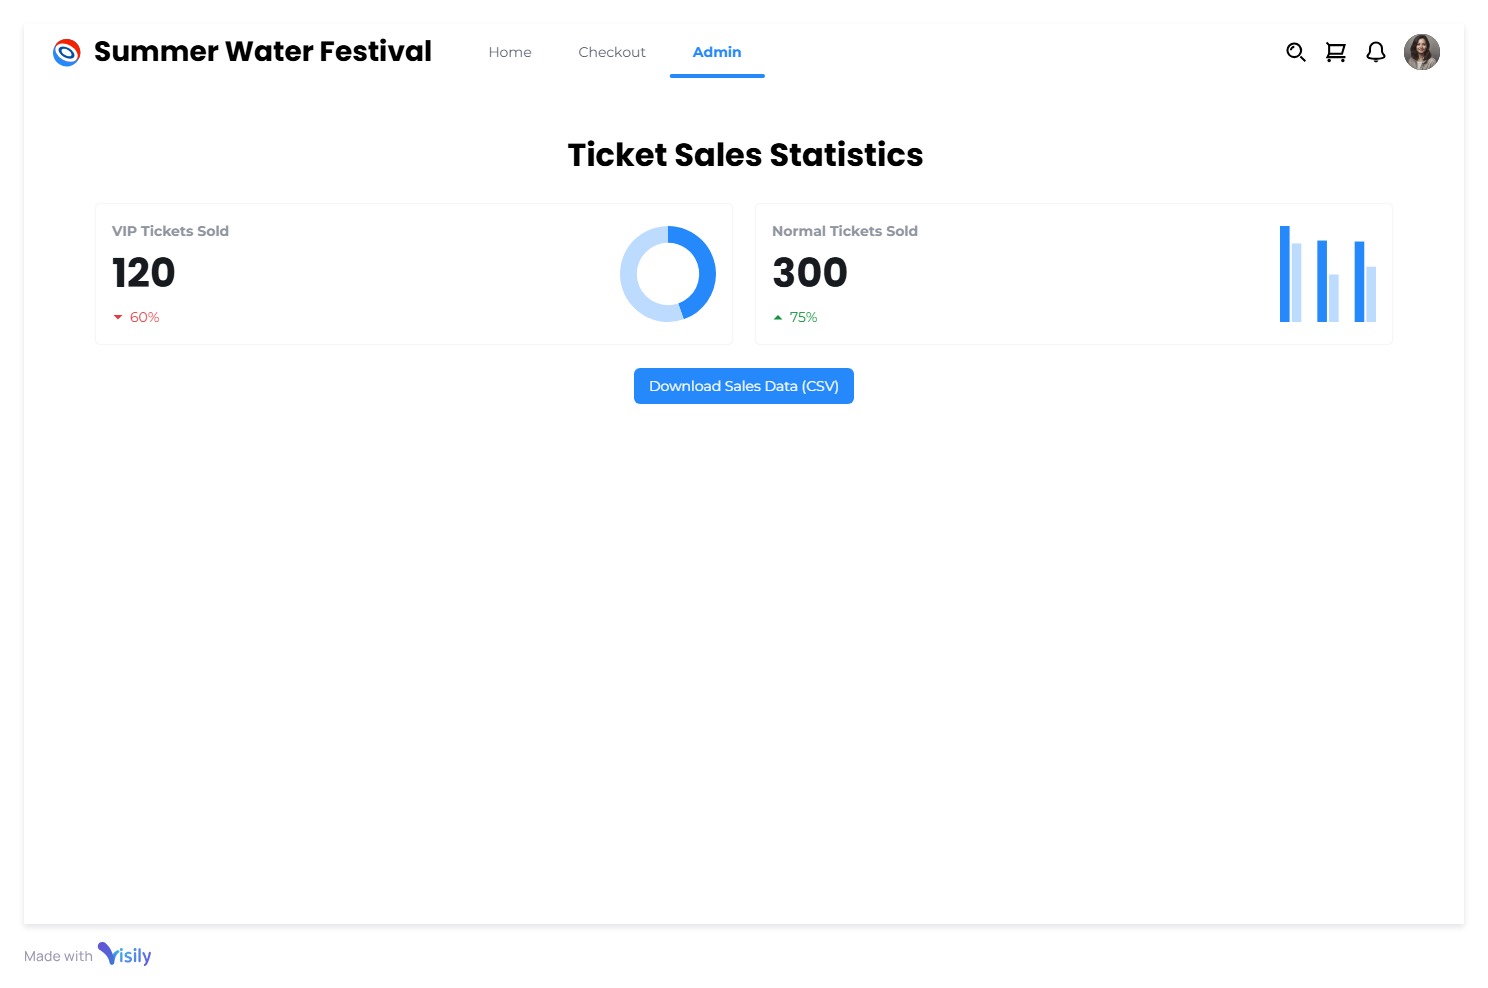 Summer Water Festival
Home
Checkout
Admin
Ticket Sales Statistics
VIP Tickets Sold
120
60%
Normal Tickets Sold
300
75%
Download Sales Data (CSV)
Made with Visily